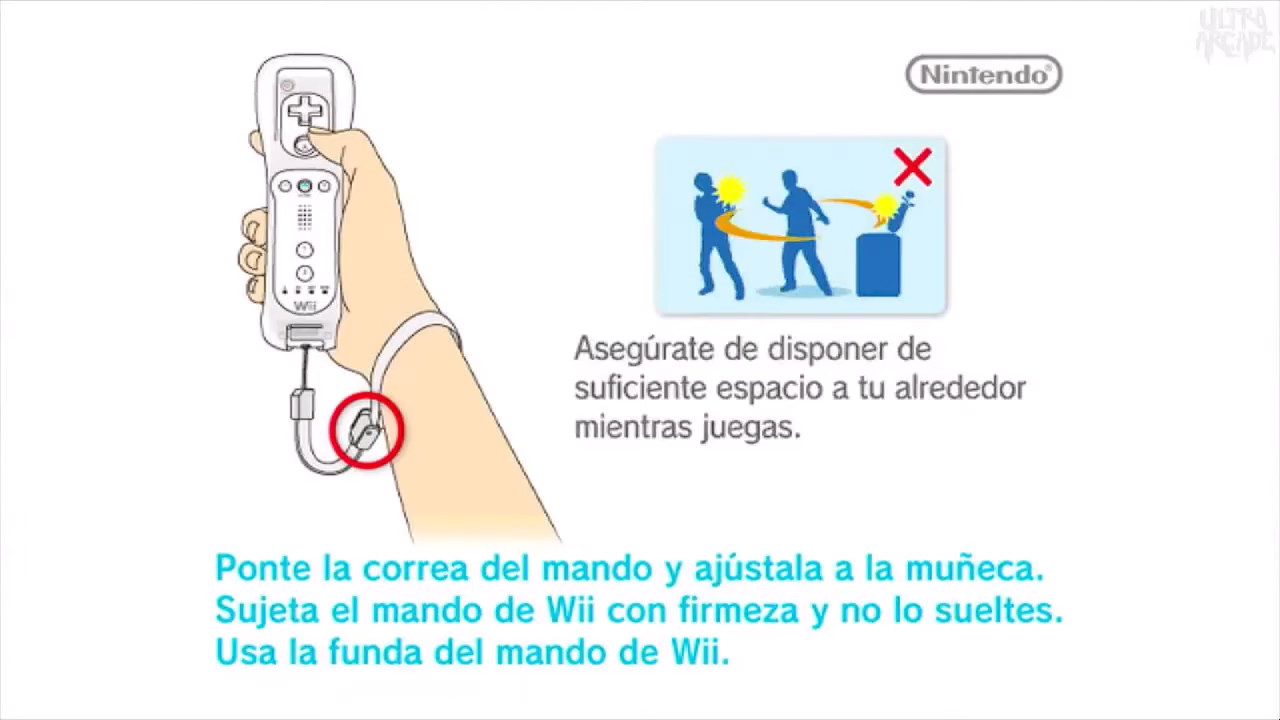 ULTRA
ARCADE
Nintendo®
Asegúrate de disponer de
suficiente espacio a tu alrededor
mientras juegas.
Wii
Ponte la correa del mando y ajústala a la muñeca.
Sujeta el mando de Wii con firmeza y no lo sueltes.
Usa la funda del mando de Wii.